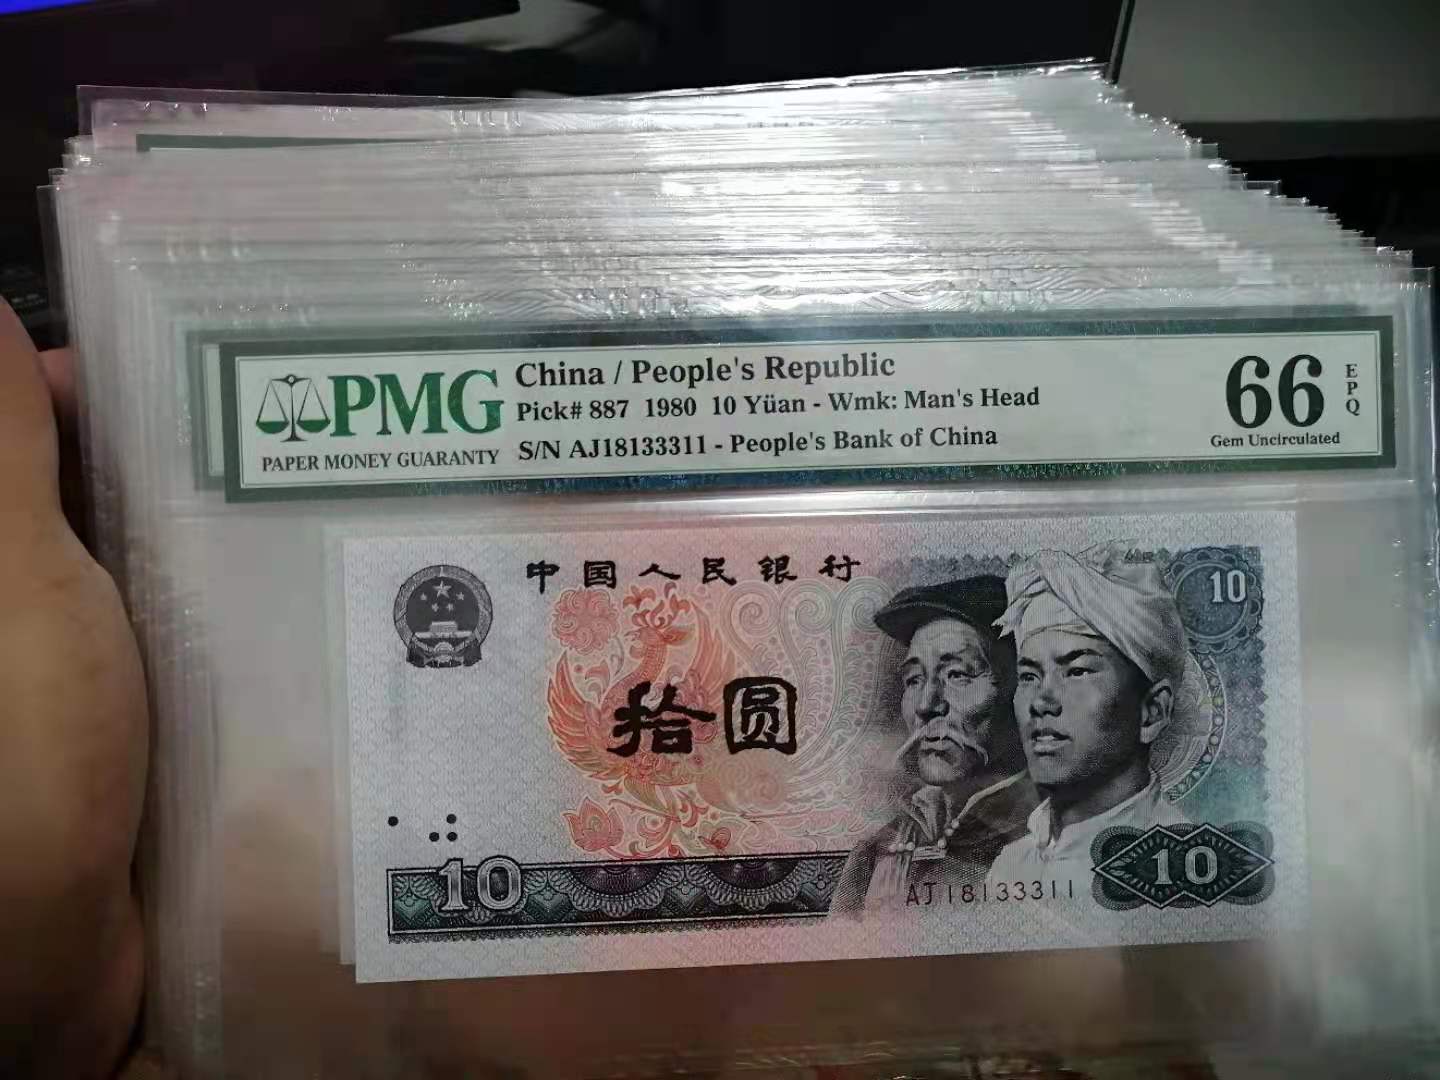 PMG
PAPER MONEY GUARANTY
China / People's Republic
Pick# 887 1980 10 Yüan - Wmk: Man's Head
S/N AJ18133311 - People's Bank of China
66
EPQ
Gem Uncirculated
中国人民银行
10
拾圆
10
AJ18133311
10